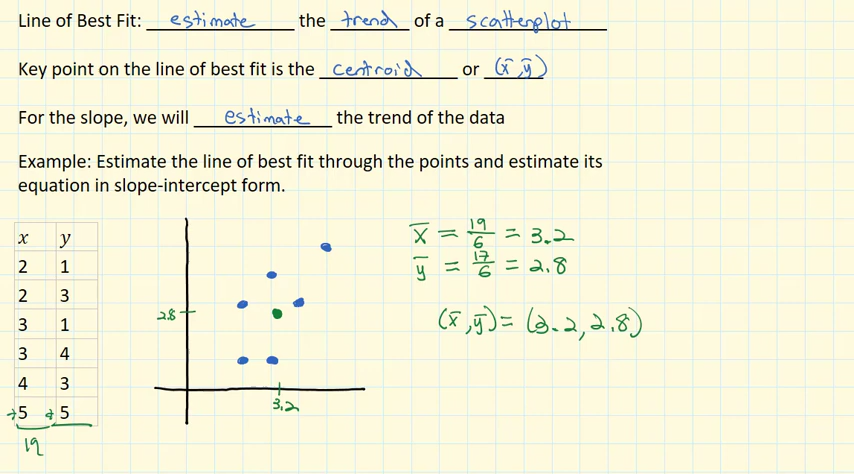 Line of Best Fit: estimate the trend of a scatterplot
Key point on the line of best fit is the centroid or (x̄, ȳ)
For the slope, we will estimate the trend of the data
Example: Estimate the line of best fit through the points and estimate its
equation in slope-intercept form.
x y
2 1
2 3
3 1
3 4
4 3
+5 +5
19
2.8
3.2
x̄ = 19/6 = 3.2
ȳ = 17/6 = 2.8
(x̄, ȳ) = (3.2, 2.8)